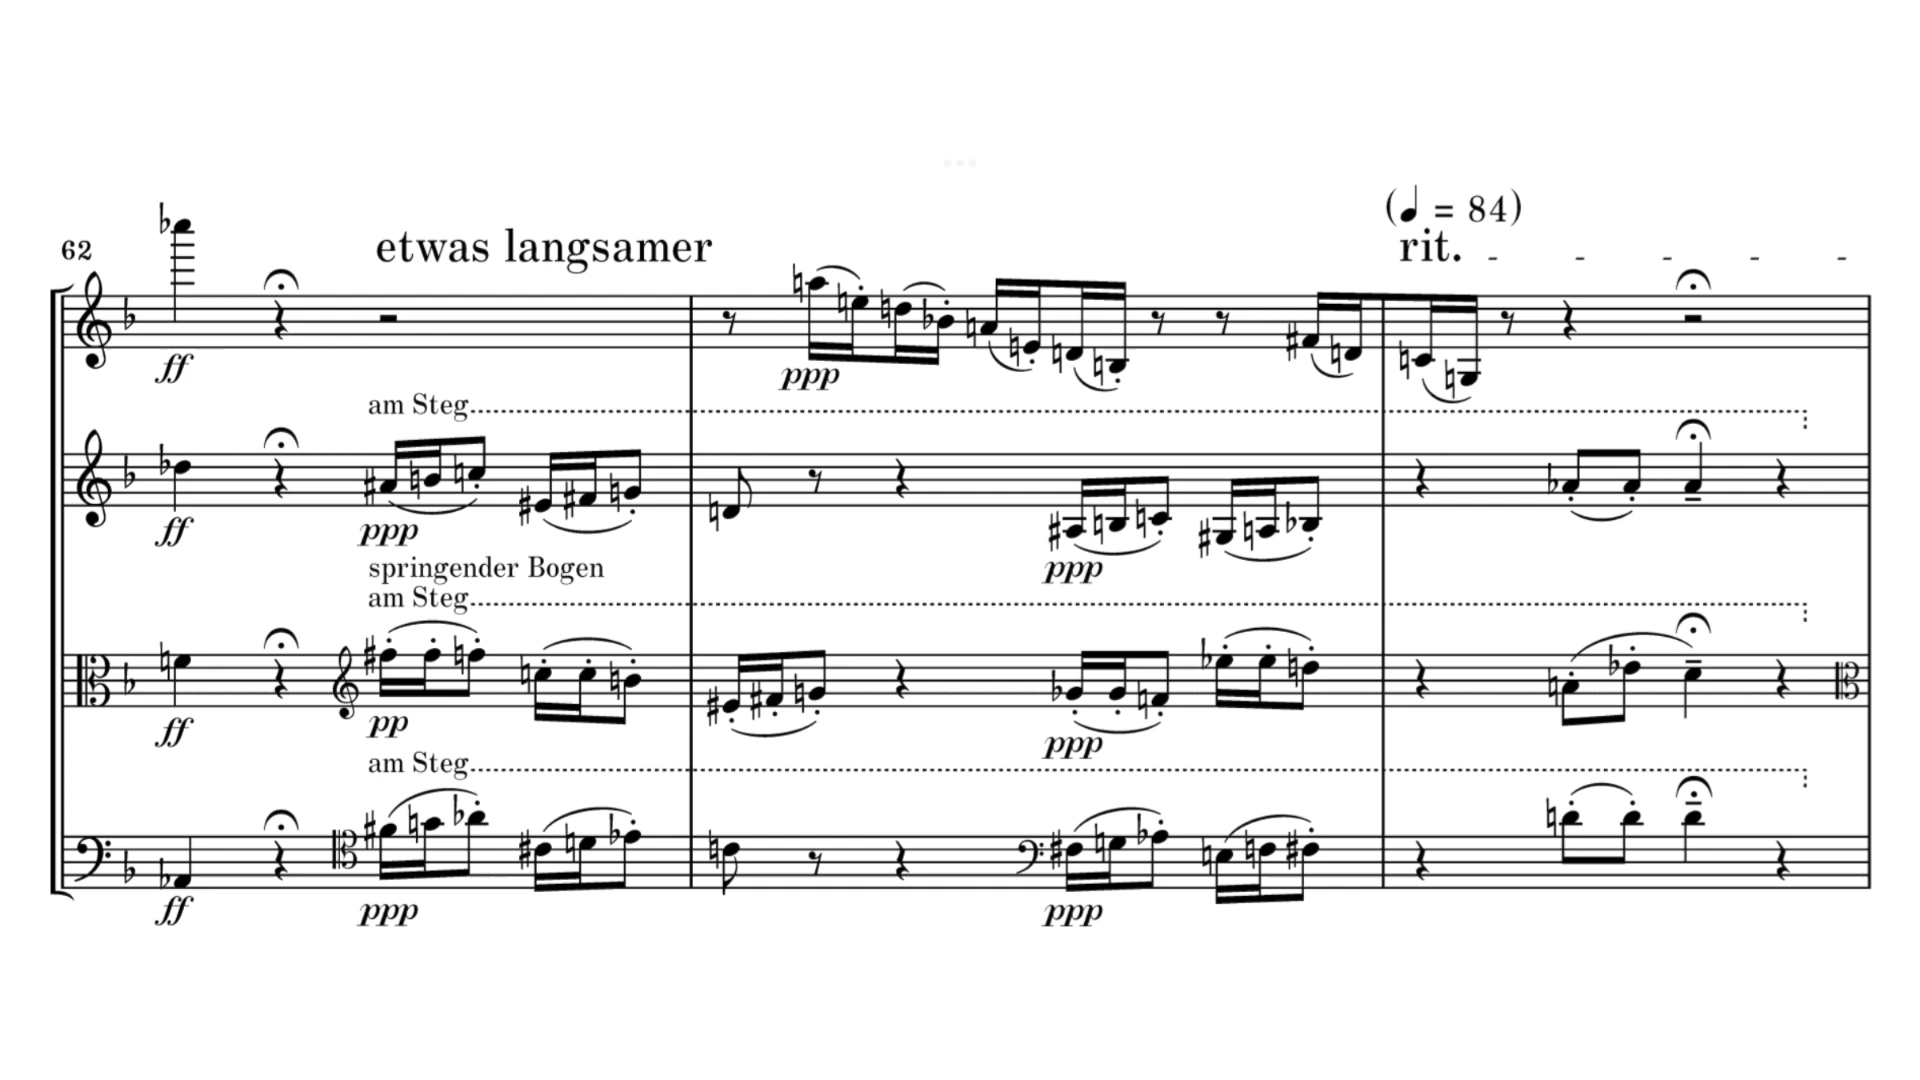 (♩ = 84)
62
etwas langsamer
rit. - - - - -
ff
ppp
am Steg
ff
ppp
ppp
springender Bogen
am Steg
ff
pp
ppp
am Steg
ff
ppp
ppp